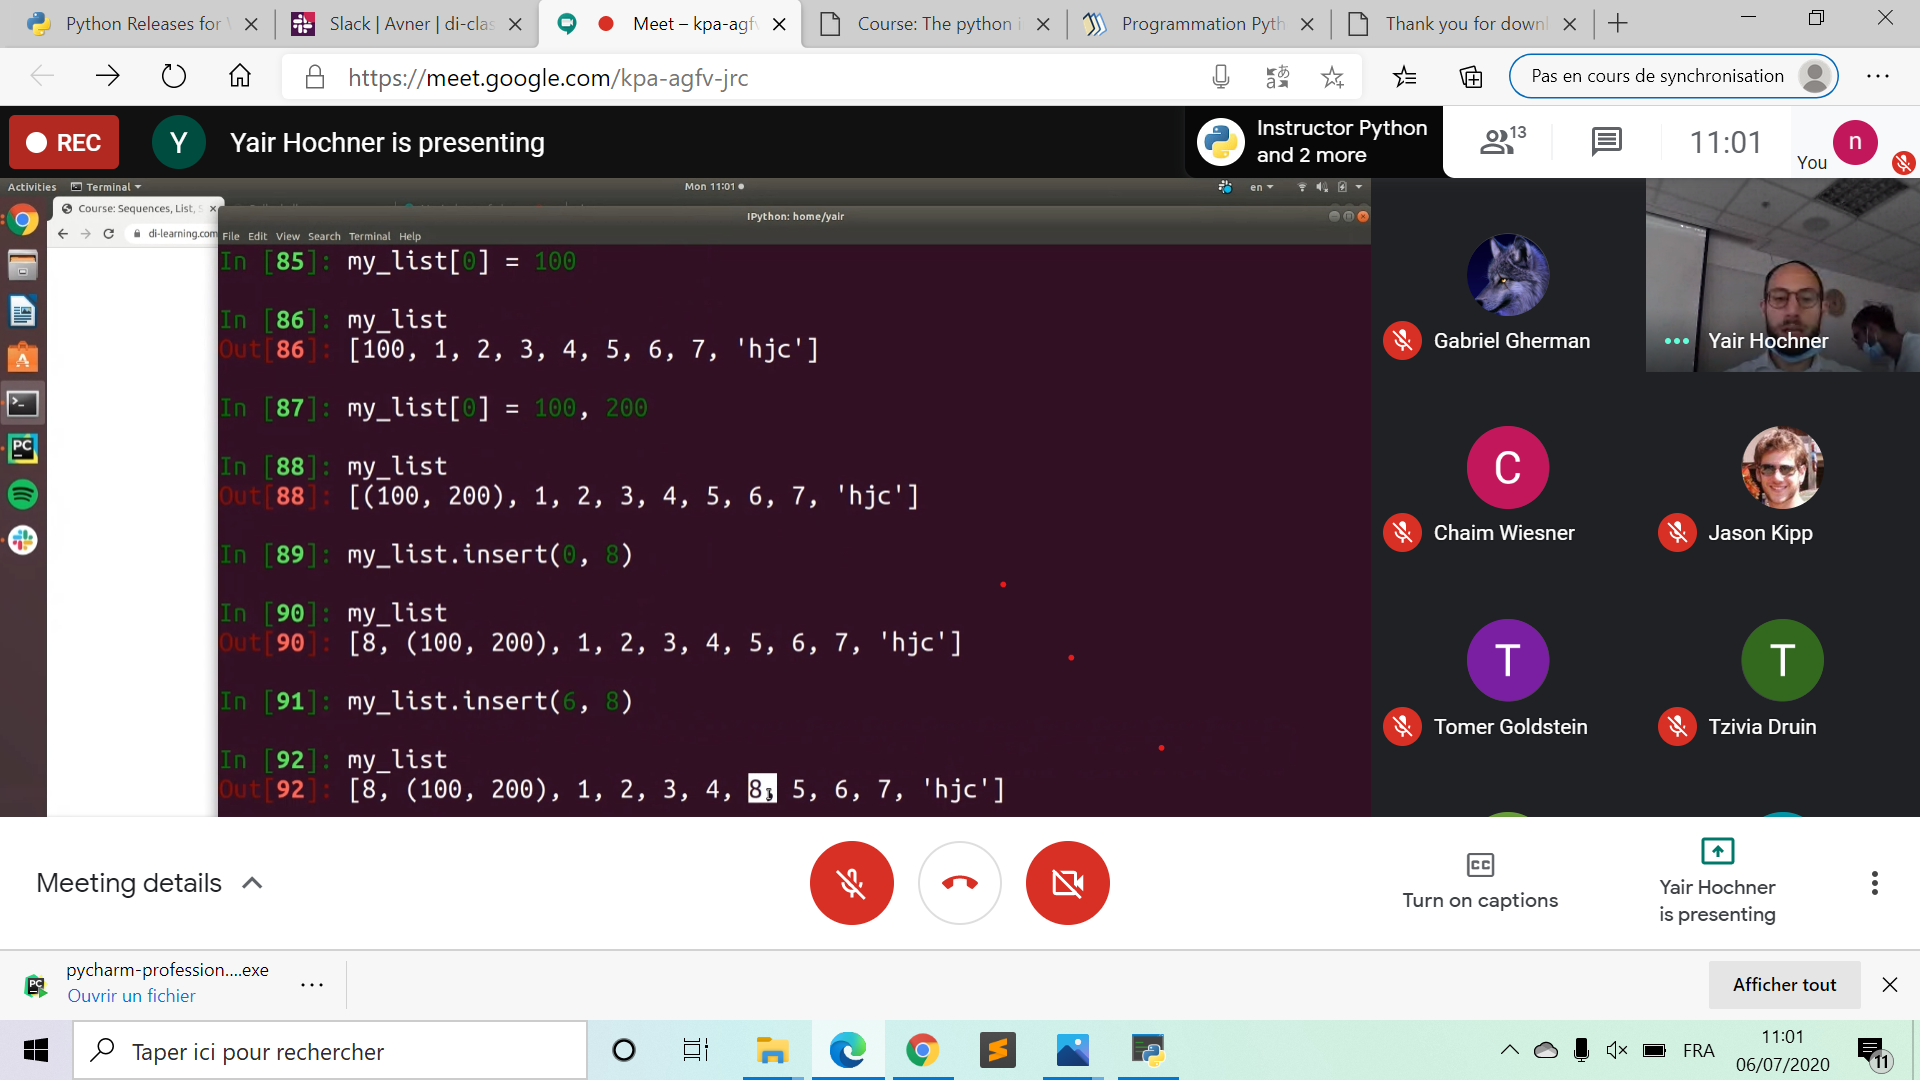 Python Releases for
Slack | Avner | di-clas
Meet – kpa-agfv
Course: The python i
Programmation Pyth
Thank you for downl
https://meet.google.com/kpa-agfv-jrc
Pas en cours de synchronisation
REC
Y
Yair Hochner is presenting
Instructor Python
and 2 more
13
11:01
You
n
Activities
Terminal
Mon 11:01
en
Course: Sequences, List, S
di-learning.com
IPython: home/yair
File Edit View Search Terminal Help
In [85]: my_list[0] = 100
In [86]: my_list
Out[86]: [100, 1, 2, 3, 4, 5, 6, 7, 'hjc']
In [87]: my_list[0] = 100, 200
In [88]: my_list
Out[88]: [(100, 200), 1, 2, 3, 4, 5, 6, 7, 'hjc']
In [89]: my_list.insert(0, 8)
In [90]: my_list
Out[90]: [8, (100, 200), 1, 2, 3, 4, 5, 6, 7, 'hjc']
In [91]: my_list.insert(6, 8)
In [92]: my_list
Out[92]: [8, (100, 200), 1, 2, 3, 4, 8, 5, 6, 7, 'hjc']
PC
Gabriel Gherman
Yair Hochner
C
Chaim Wiesner
Jason Kipp
T
Tomer Goldstein
T
Tzivia Druin
Meeting details
CC
Turn on captions
Yair Hochner
is presenting
PC
pycharm-profession....exe
Ouvrir un fichier
Afficher tout
Taper ici pour rechercher
FRA
11:01
06/07/2020
11